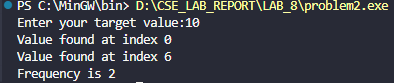 PS C:\MinGW\bin> D:\CSE_LAB_REPORT\LAB_8\problem2.exe
Enter your target value:10
Value found at index 0
Value found at index 6
Frequency is 2